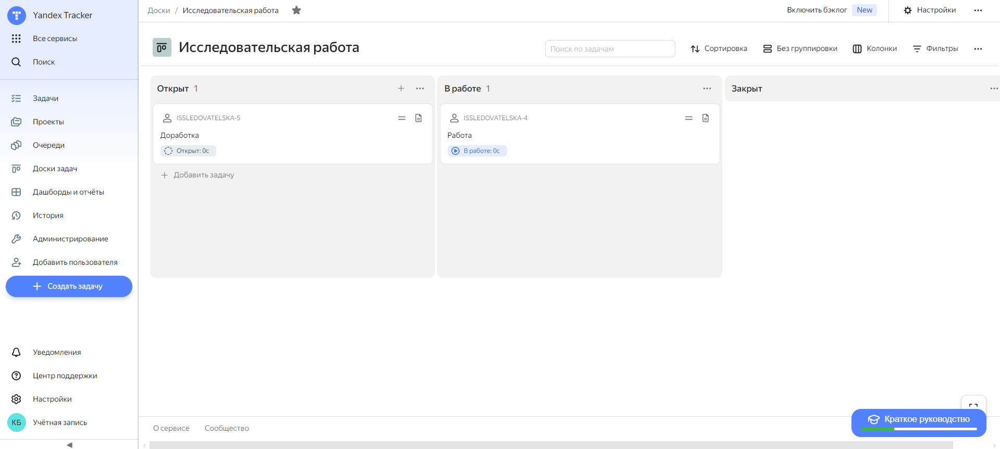 Yandex Tracker
Все сервисы
Поиск
Задачи
Проекты
Очереди
Доски задач
Дашборды и отчёты
История
Администрирование
Добавить пользователя
Создать задачу
Уведомления
Центр поддержки
Настройки
КБ Учётная запись
Доски / Исследовательская работа
Включить бэклог New
Настройки
Исследовательская работа
Поиск по задачам
Сортировка
Без группировки
Колонки
Фильтры
Открыт 1
ISSLEDOVATELSKA-5
Доработка
Открыт: 0с
Добавить задачу
В работе 1
ISSLEDOVATELSKA-4
Работа
В работе: 0с
Закрыт
О сервисе
Сообщество
Краткое руководство